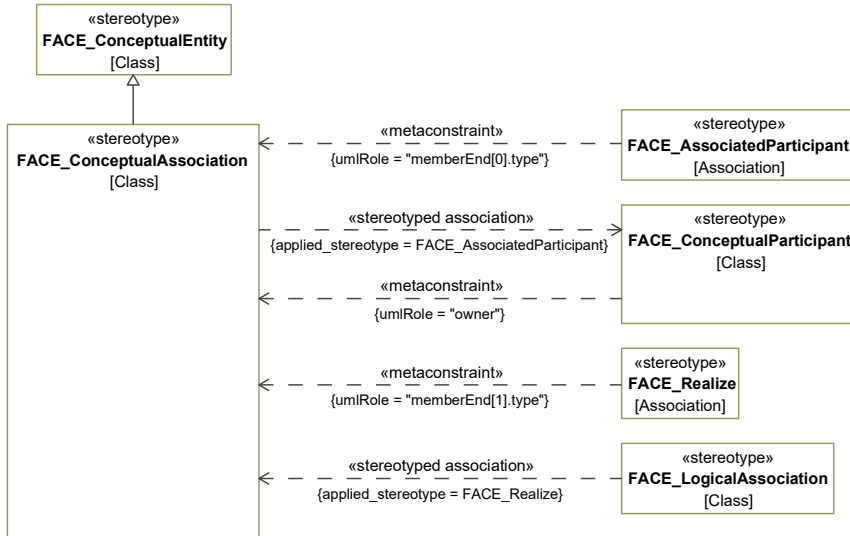 «stereotype»
FACE_ConceptualEntity
[Class]
«stereotype»
FACE_ConceptualAssociation
[Class]
«metaconstraint»
{umlRole = "memberEnd[0].type"}
«stereotype»
FACE_AssociatedParticipant
[Association]
«stereotyped association»
{applied_stereotype = FACE_AssociatedParticipant}
«stereotype»
FACE_ConceptualParticipant
[Class]
«metaconstraint»
{umlRole = "owner"}
«metaconstraint»
{umlRole = "memberEnd[1].type"}
«stereotype»
FACE_Realize
[Association]
«stereotyped association»
{applied_stereotype = FACE_Realize}
«stereotype»
FACE_LogicalAssociation
[Class]